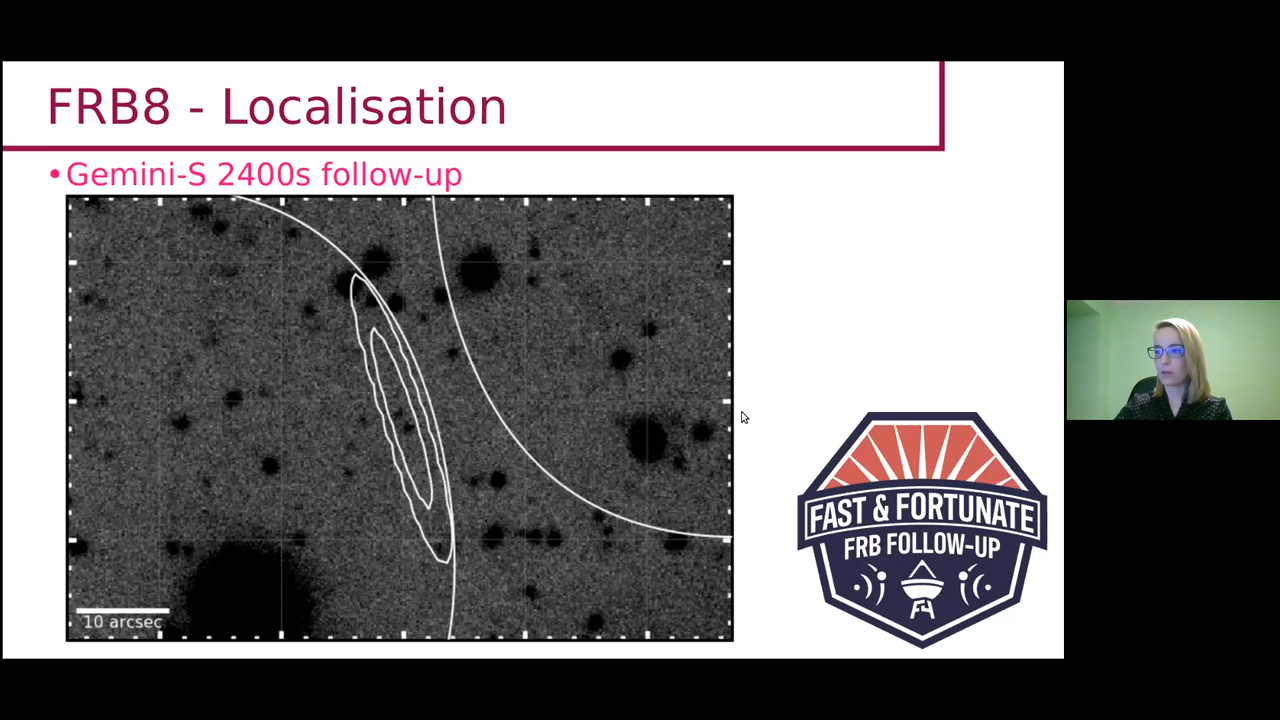 FRB8 - Localisation
•Gemini-S 2400s follow-up
10 arcsec
FAST & FORTUNATE
FRB FOLLOW-UP